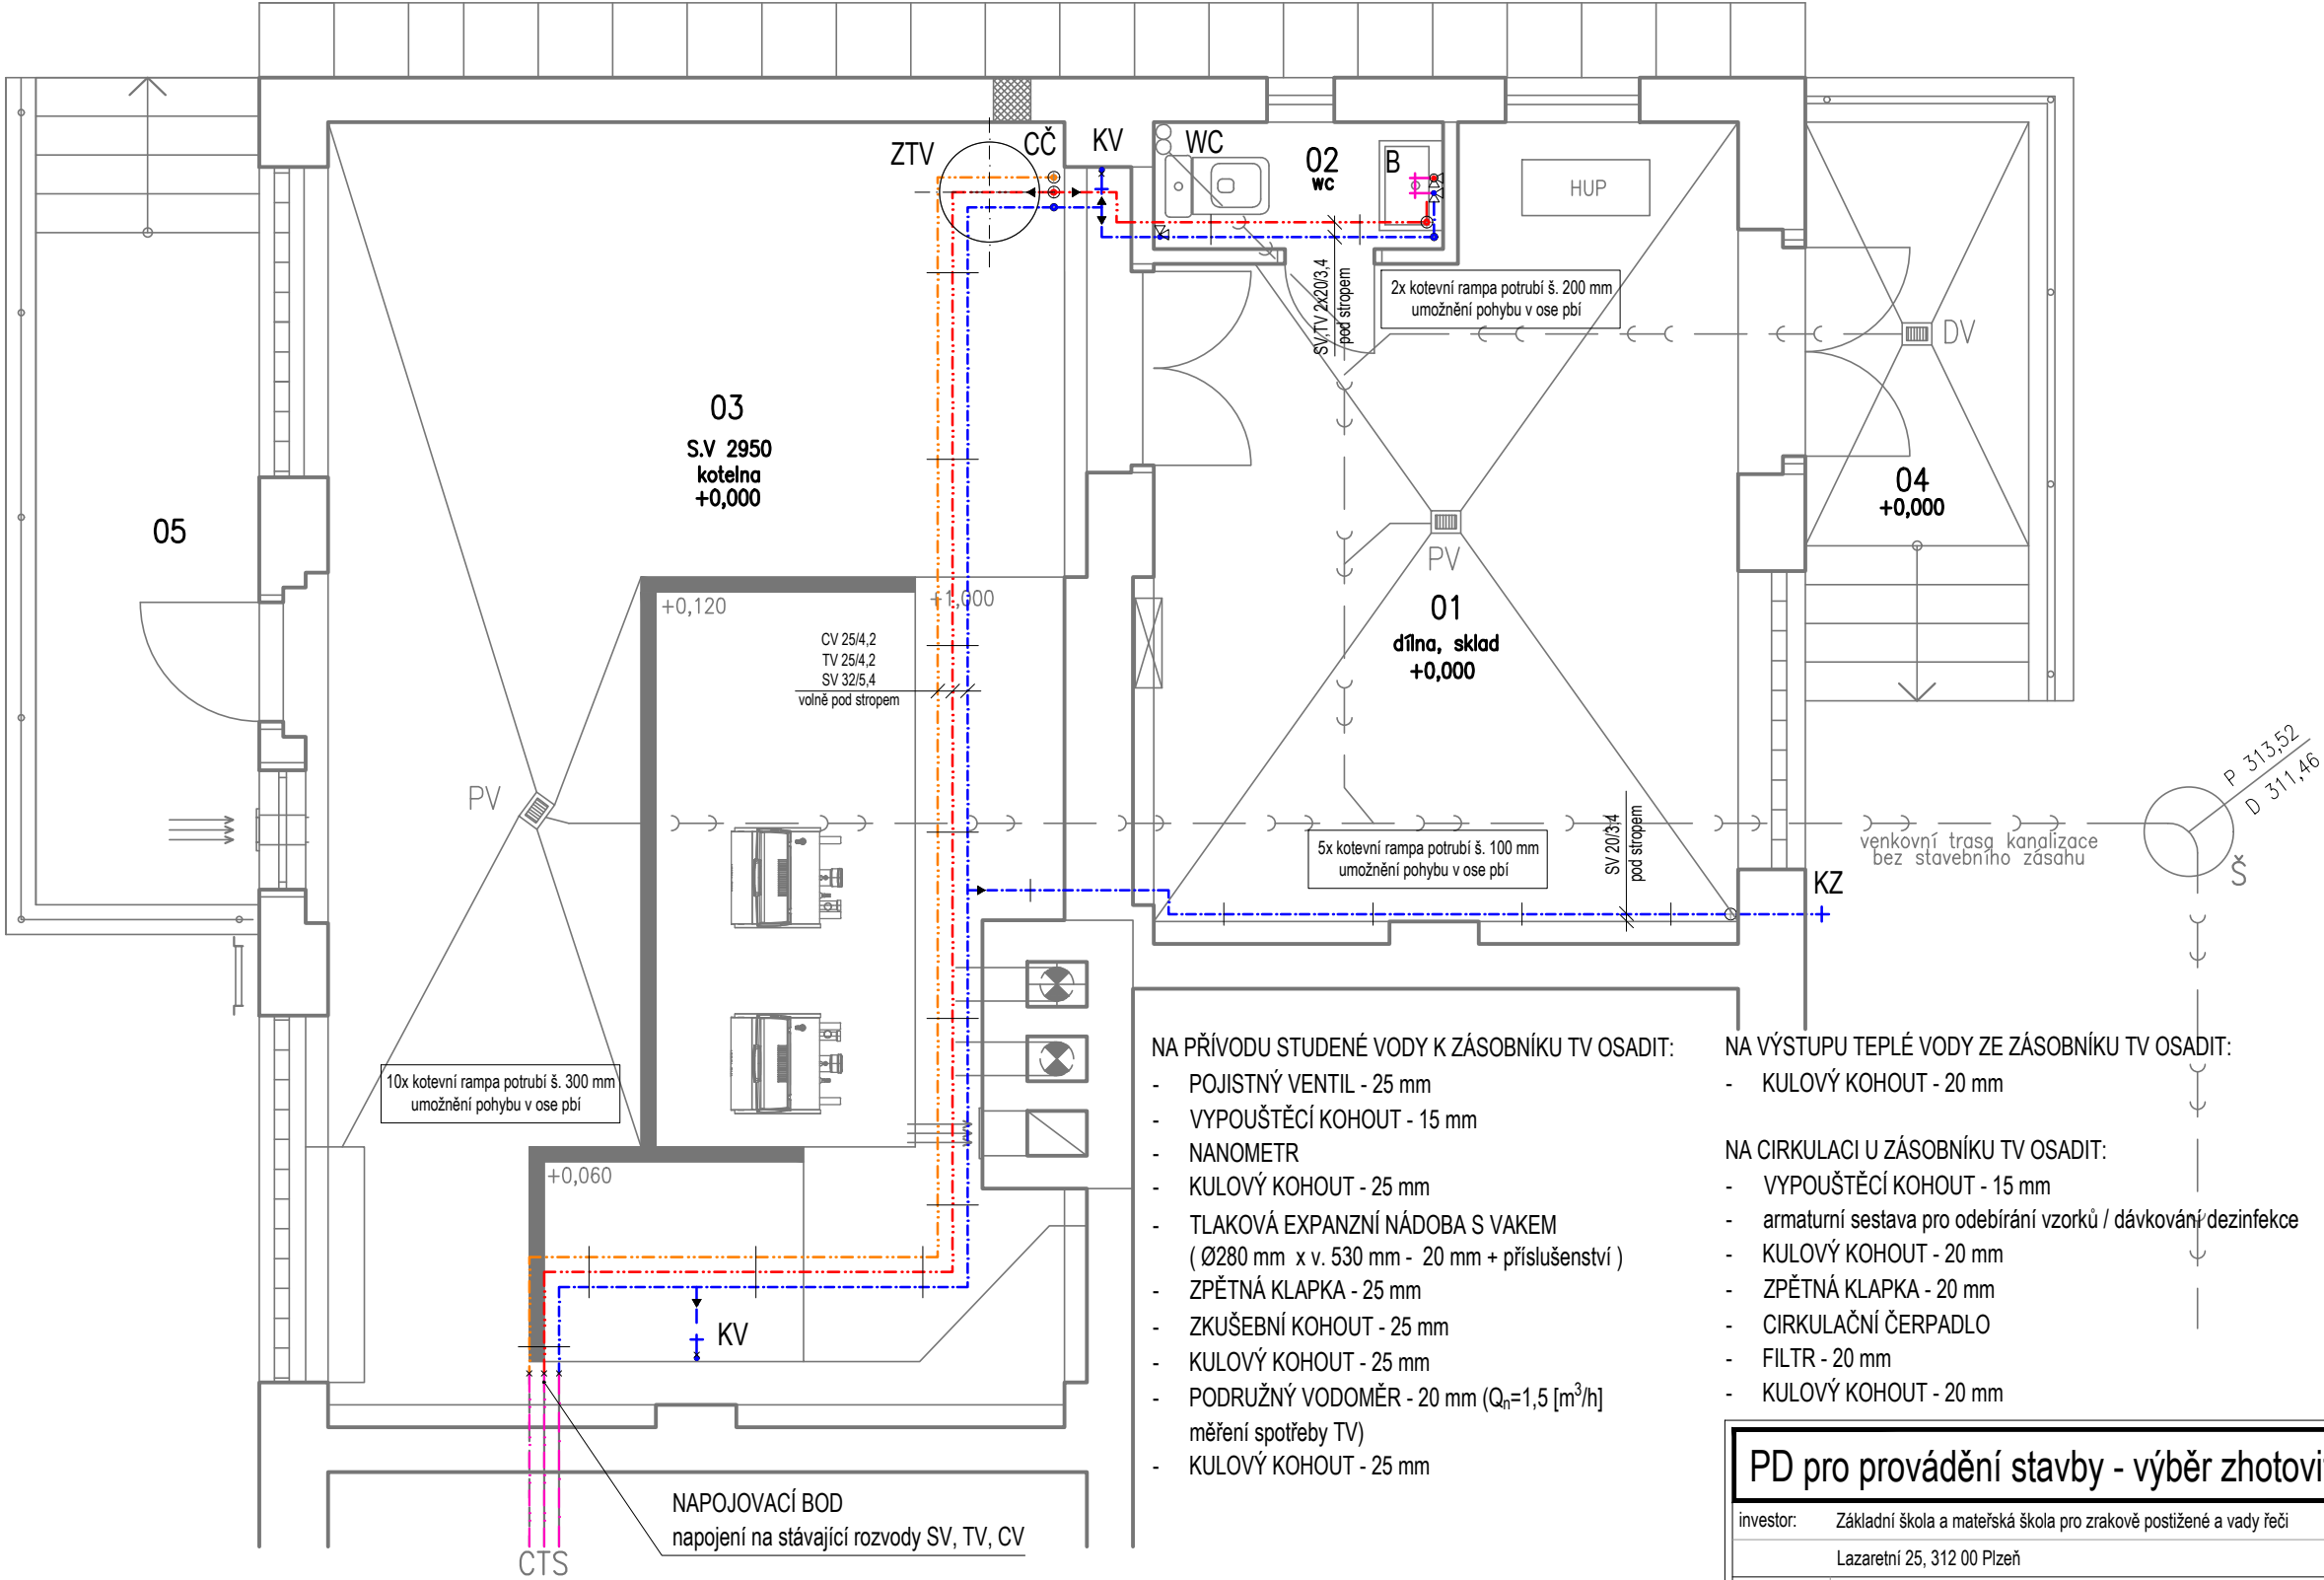 ZTV
CČ
KV
WC
02
WC
B
HUP
SV,TV 2x20/3,4
pod stropem
2x kotevní rampa potrubí š. 200 mm
umožnění pohybu v ose pbí
DV
03
S.V 2950
kotelna
+0,000
04
+0,000
05
PV
+0,120
+1,000
01
dílna, sklad
+0,000
CV 25/4,2
TV 25/4,2
SV 32/5,4
volně pod stropem
P 313,52
D 311,46
PV
5x kotevní rampa potrubí š. 100 mm
umožnění pohybu v ose pbí
SV 20/3,4
pod stropem
venkovní trasa kanalizace
bez stavebního zásahu
Š
KZ
10x kotevní rampa potrubí š. 300 mm
umožnění pohybu v ose pbí
+0,060
KV
NA PŘÍVODU STUDENÉ VODY K ZÁSOBNÍKU TV OSADIT:
- POJISTNÝ VENTIL - 25 mm
- VYPOUŠTĚCÍ KOHOUT - 15 mm
- NANOMETR
- KULOVÝ KOHOUT - 25 mm
- TLAKOVÁ EXPANZNÍ NÁDOBA S VAKEM
( Ø280 mm x v. 530 mm - 20 mm + příslušenství )
- ZPĚTNÁ KLAPKA - 25 mm
- ZKUŠEBNÍ KOHOUT - 25 mm
- KULOVÝ KOHOUT - 25 mm
- PODRUŽNÝ VODOMĚR - 20 mm (Qn=1,5 [m³/h]
měření spotřeby TV)
- KULOVÝ KOHOUT - 25 mm
NA VÝSTUPU TEPLÉ VODY ZE ZÁSOBNÍKU TV OSADIT:
- KULOVÝ KOHOUT - 20 mm
NA CIRKULACI U ZÁSOBNÍKU TV OSADIT:
- VYPOUŠTĚCÍ KOHOUT - 15 mm
- armaturní sestava pro odebírání vzorků / dávkování dezinfekce
- KULOVÝ KOHOUT - 20 mm
- ZPĚTNÁ KLAPKA - 20 mm
- CIRKULAČNÍ ČERPADLO
- FILTR - 20 mm
- KULOVÝ KOHOUT - 20 mm
NAPOJOVACÍ BOD
napojení na stávající rozvody SV, TV, CV
CTS
PD pro provádění stavby - výběr zhotovi
investor: Základní škola a mateřská škola pro zrakově postižené a vady řeči
Lazaretní 25, 312 00 Plzeň